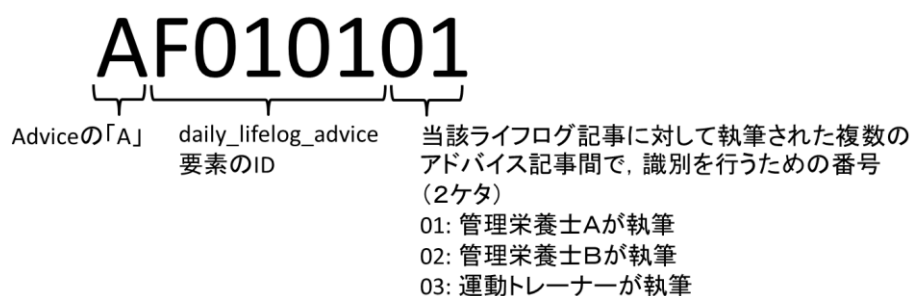 AF010101
Adviceの「A」
daily_lifelog_advice
要素のID
当該ライフログ記事に対して執筆された複数の
アドバイス記事間で，識別を行うための番号
（２ケタ）
01: 管理栄養士Aが執筆
02: 管理栄養士Bが執筆
03: 運動トレーナーが執筆